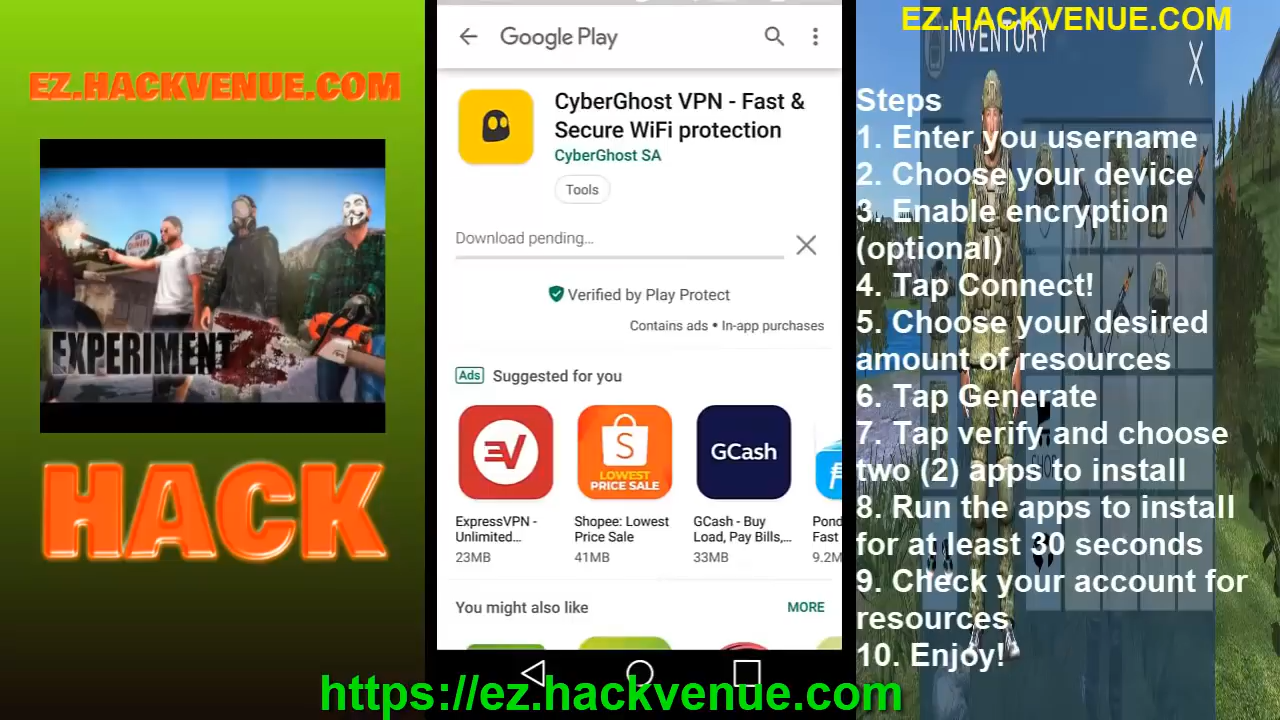 EZ.HACKVENUE.COM
EXPERIMENT Z
HACK
Google Play
CyberGhost VPN - Fast &
Secure WiFi protection
CyberGhost SA
Tools
Download pending...
Verified by Play Protect
Contains ads • In-app purchases
Ads Suggested for you
EV
S
LOWEST
PRICE SALE
GCash
ExpressVPN -
Unlimited...
23MB
Shopee: Lowest
Price Sale
41MB
GCash - Buy
Load, Pay Bills,...
33MB
Pond
Fast
9.2M
You might also like
MORE
EZ.HACKVENUE.COM
INVENTORY
X
Steps
1. Enter you username
2. Choose your device
3. Enable encryption
(optional)
4. Tap Connect!
5. Choose your desired
amount of resources
6. Tap Generate
7. Tap verify and choose
two (2) apps to install
8. Run the apps to install
for at least 30 seconds
9. Check your account for
resources
10. Enjoy!
https://ez.hackvenue.com